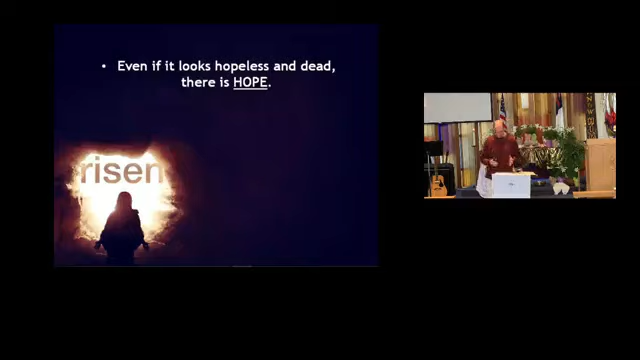 • Even if it looks hopeless and dead,
there is HOPE.
risen